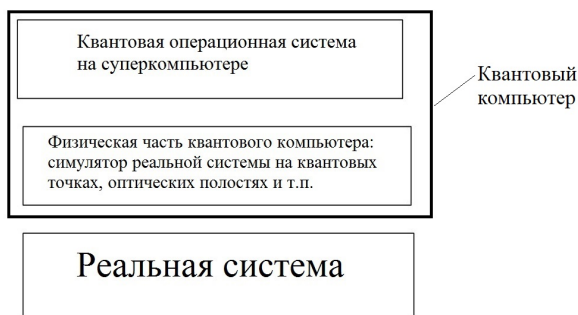 Квантовая операционная система
на суперкомпьютере
Квантовый
компьютер
Физическая часть квантового компьютера:
симулятор реальной системы на квантовых
точках, оптических полостях и т.п.
Реальная система